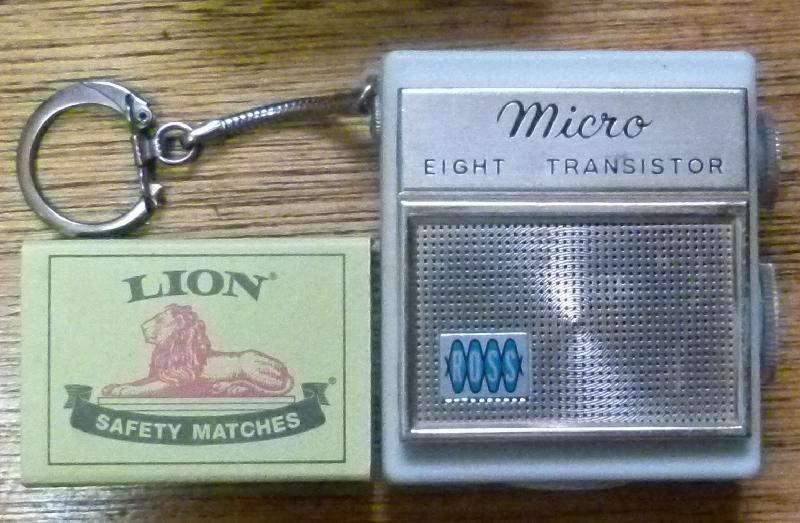 Micro
EIGHT TRANSISTOR
ROSS
LION®
SAFETY MATCHES®